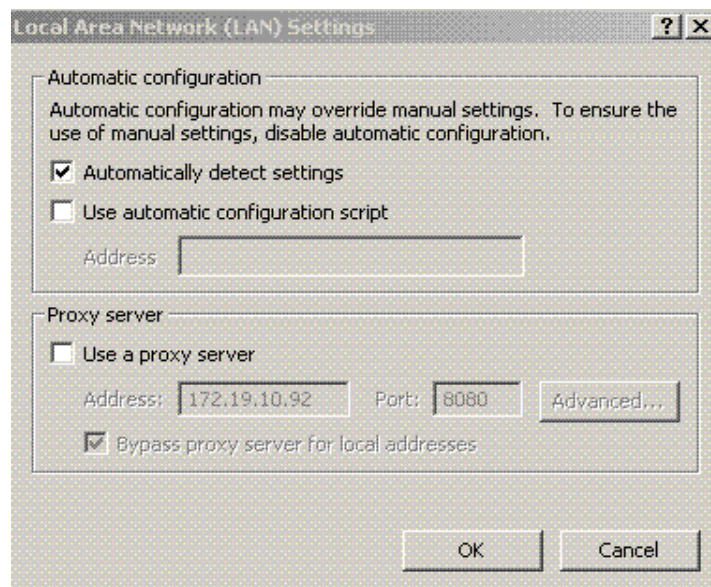 Local Area Network (LAN) Settings
Automatic configuration
Automatic configuration may override manual settings. To ensure the
use of manual settings, disable automatic configuration.
Automatically detect settings
Use automatic configuration script
Address
Proxy server
Use a proxy server
Address: 172.19.10.92 Port: 8080 Advanced...
Bypass proxy server for local addresses
OK Cancel